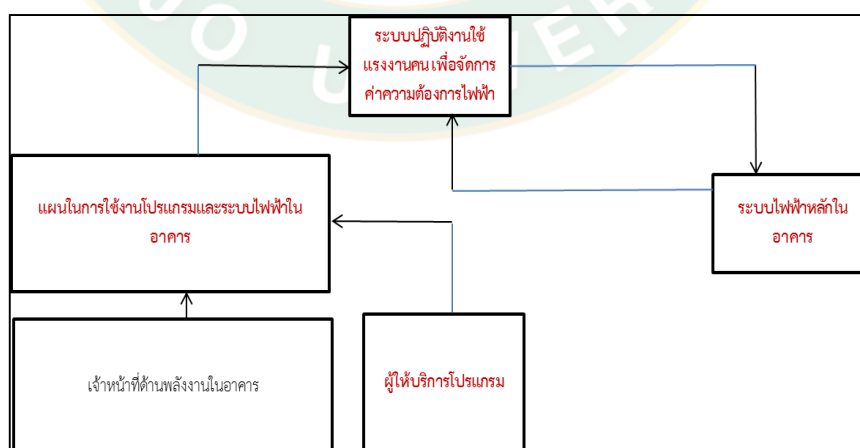 ระบบปฏิบัติงานใช้
แรงงานคน เพื่อจัดการ
ค่าความต้องการไฟฟ้า
แผนในการใช้งานโปรแกรมและระบบไฟฟ้าใน
อาคาร
ระบบไฟฟ้าหลักใน
อาคาร
เจ้าหน้าที่ด้านพลังงานในอาคาร
ผู้ให้บริการโปรแกรม